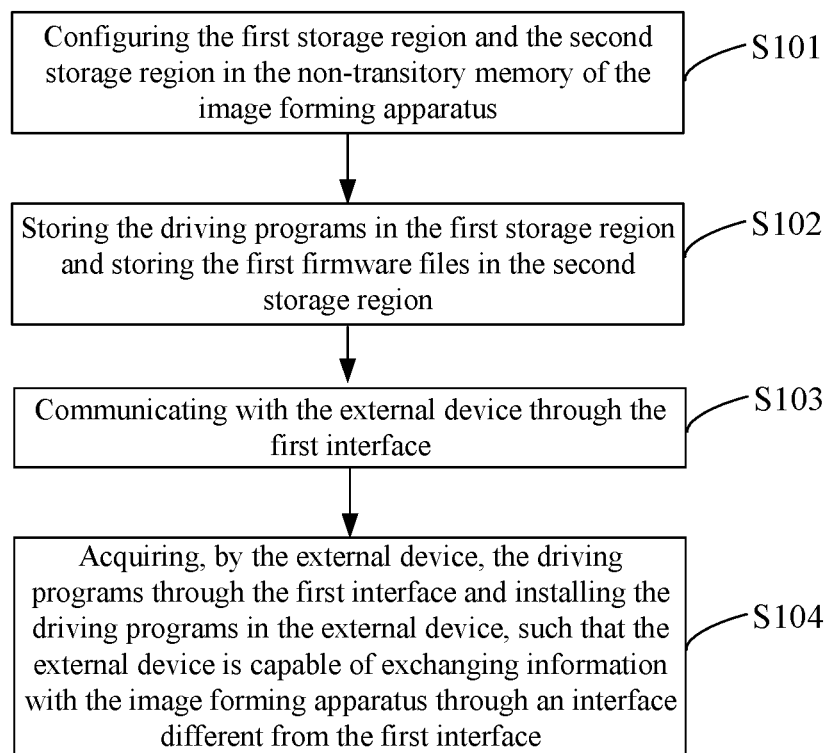 Configuring the first storage region and the second
storage region in the non-transitory memory of the
image forming apparatus
S101
Storing the driving programs in the first storage region
and storing the first firmware files in the second
storage region
S102
Communicating with the external device through the
first interface
S103
Acquiring, by the external device, the driving
programs through the first interface and installing the
driving programs in the external device, such that the
external device is capable of exchanging information
with the image forming apparatus through an interface
different from the first interface
S104